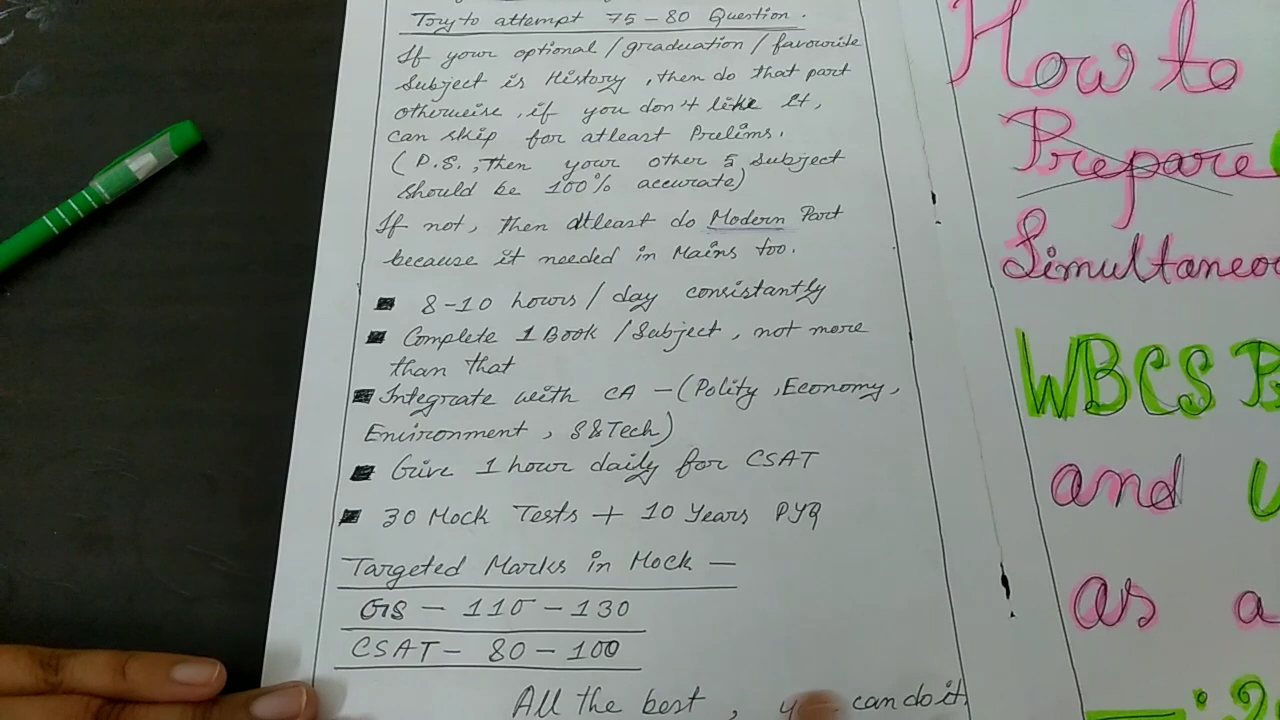 Try to attempt 75 - 80 Question.
If your optional / graduation / favourite
Subject is History, then do that part
otherwise, if you don't like it,
can skip for atleast Prelims.
(P.S., Then your other 5 Subject
should be 100% accurate)
If not, then atleast do Modern Part
because it needed in Mains too.
8-10 hours / day consistantly
Complete 1 Book / Subject, not more
than that
Integrate with CA - (Polity, Economy,
Environment, S&Tech)
Give 1 hour daily for CSAT
30 Mock Tests + 10 Years PYQ
Targeted Marks in Mock —
GS - 110 - 130
CSAT - 80 - 100
All the best, can do it
How to
Prepare
Simultaneo
WBCS
and
as a